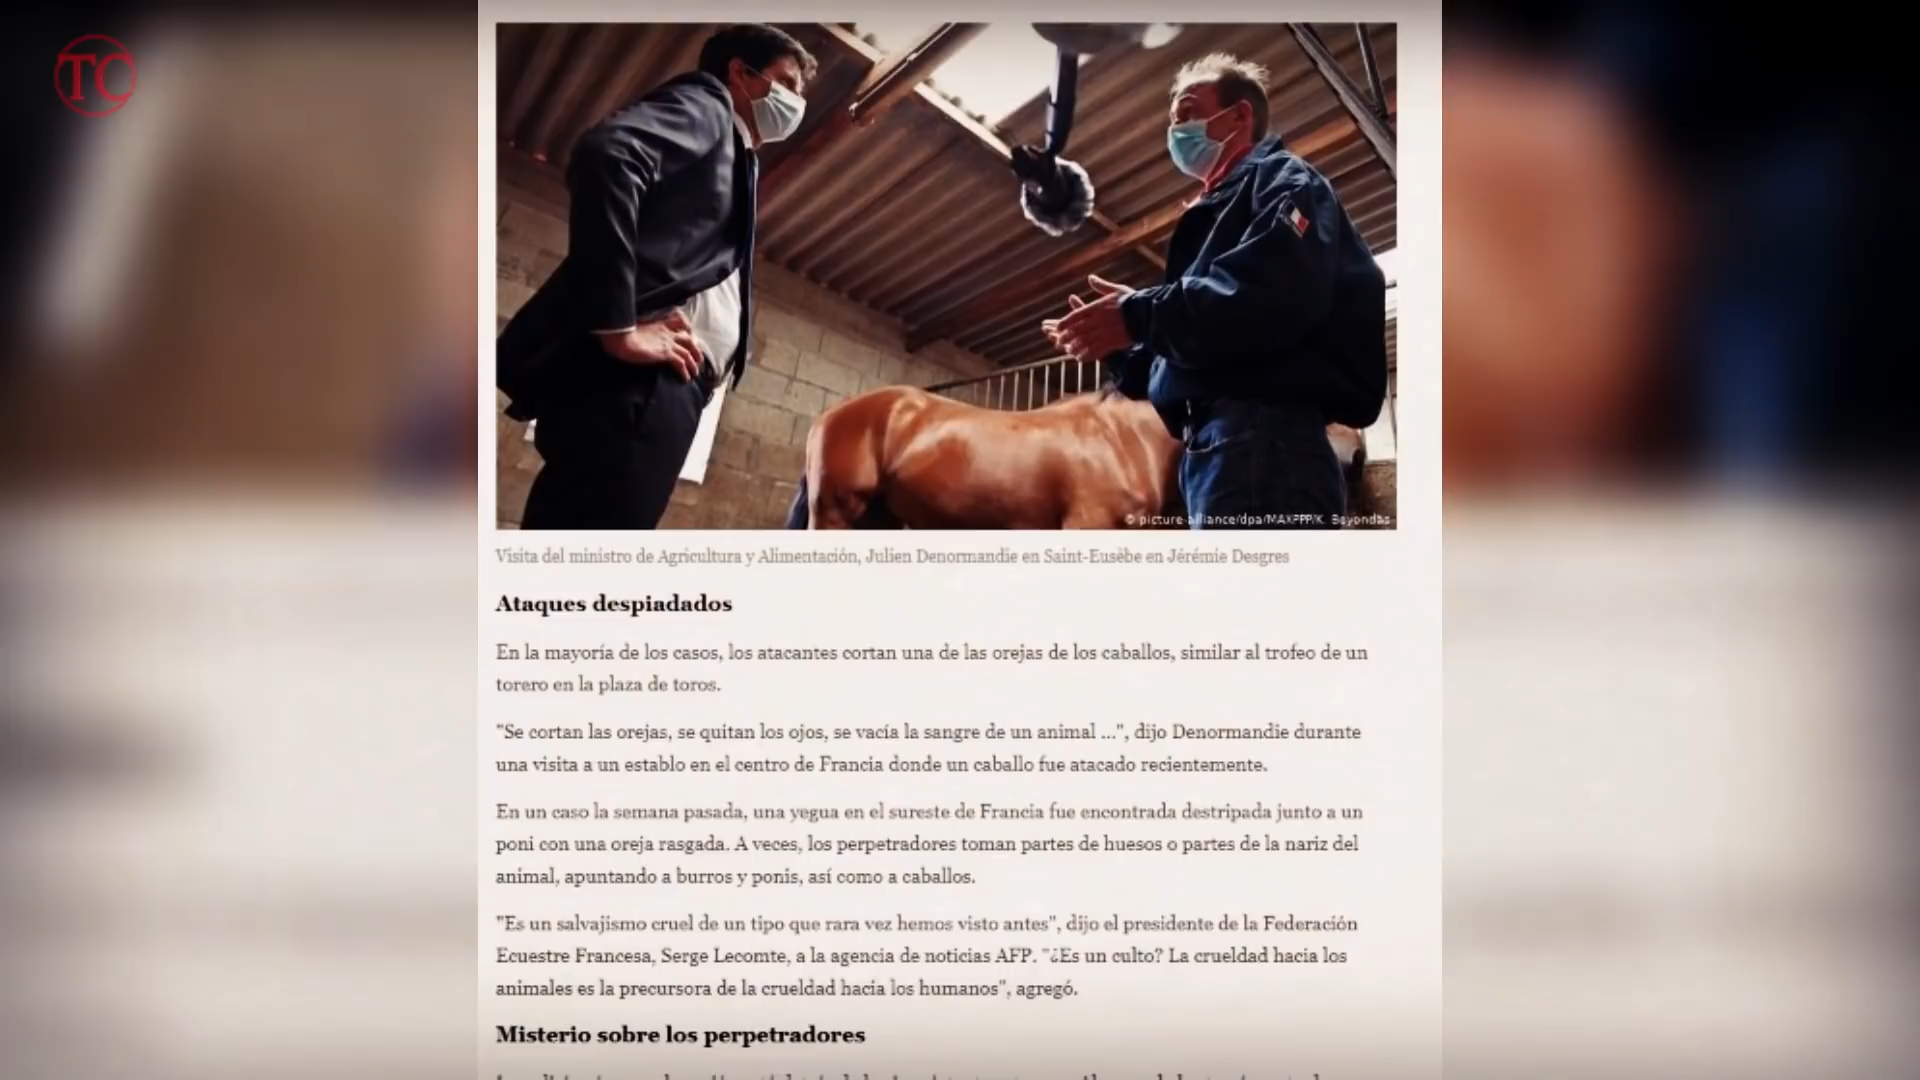 TC
© picture-alliance/dpa/MAXPPP/K. Beyondas
Visita del ministro de Agricultura y Alimentación, Julien Denormandie en Saint-Eusèbe en Jérémie Desgres
Ataques despiadados
En la mayoría de los casos, los atacantes cortan una de las orejas de los caballos, similar al trofeo de un
torero en la plaza de toros.
"Se cortan las orejas, se quitan los ojos, se vacía la sangre de un animal ...", dijo Denormandie durante
una visita a un establo en el centro de Francia donde un caballo fue atacado recientemente.
En un caso la semana pasada, una yegua en el sureste de Francia fue encontrada destripada junto a un
poni con una oreja rasgada. A veces, los perpetradores toman partes de huesos o partes de la nariz del
animal, apuntando a burros y ponis, así como a caballos.
"Es un salvajismo cruel de un tipo que rara vez hemos visto antes", dijo el presidente de la Federación
Ecuestre Francesa, Serge Lecomte, a la agencia de noticias AFP. "¿Es un culto? La crueldad hacia los
animales es la precursora de la crueldad hacia los humanos", agregó.
Misterio sobre los perpetradores